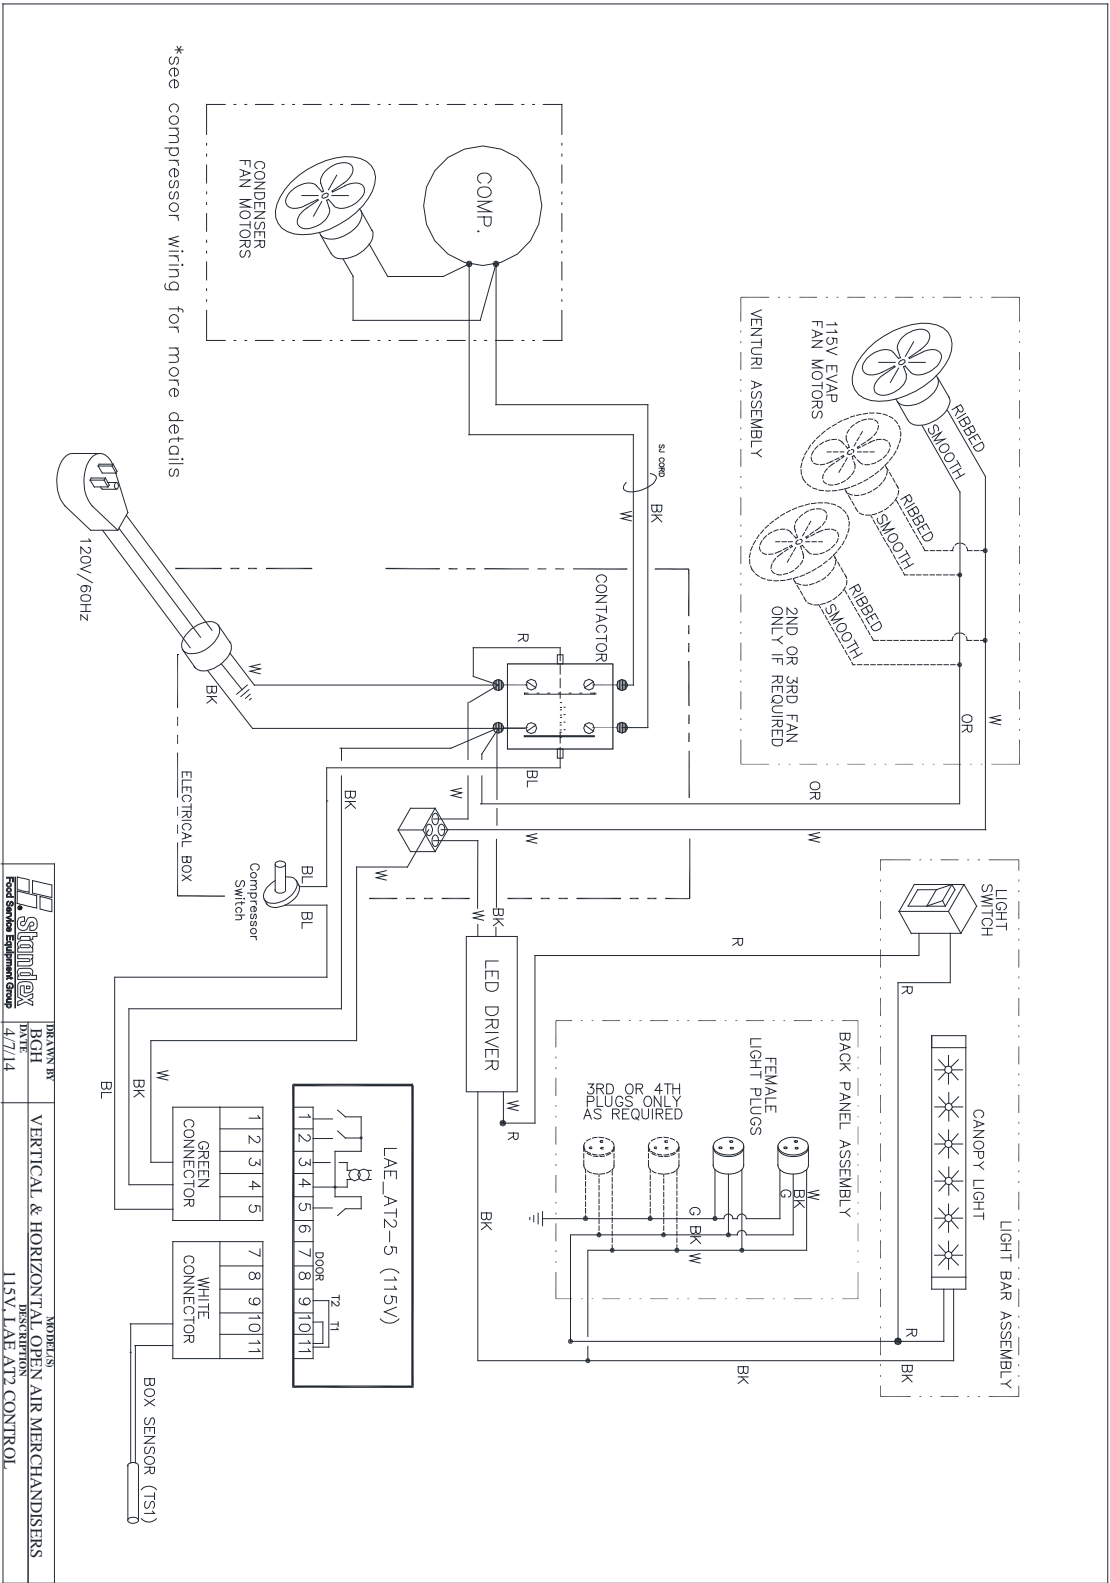 115V EVAP
FAN MOTORS
VENTURI ASSEMBLY
RIBBED
SMOOTH
RIBBED
SMOOTH
RIBBED
SMOOTH
2ND OR 3RD FAN
ONLY IF REQUIRED
W
OR
OR
W
LIGHT
SWITCH
R
R
CANOPY LIGHT
LIGHT BAR ASSEMBLY
R
BK
BK
BACK PANEL ASSEMBLY
FEMALE
LIGHT PLUGS
3RD OR 4TH
PLUGS ONLY
AS REQUIRED
W
BK
G
G
BK
W
COMP.
CONDENSER
FAN MOTORS
*see compressor wiring for more details
SJ CORD
BK
W
CONTACTOR
R
BL
W
W
BK
W
W
BK
LED DRIVER
W
R
BK
120V/60Hz
W
BK
ELECTRICAL BOX
BL
BL
Compressor
Switch
W
BK
BL
LAE_AT2-5 (115V)
1 2 3 4 5 6 7 8 9 10 11
DOOR
T2
T1
1 2 3 4 5
GREEN
CONNECTOR
7 8 9 10 11
WHITE
CONNECTOR
BOX SENSOR (TS1)
Standex
Food Service Equipment Group
DRAWN BY
BGH
DATE
4/7/14
MODEL(S)
VERTICAL & HORIZONTAL OPEN AIR MERCHANDISERS
DESCRIPTION
115V, LAE AT2 CONTROL